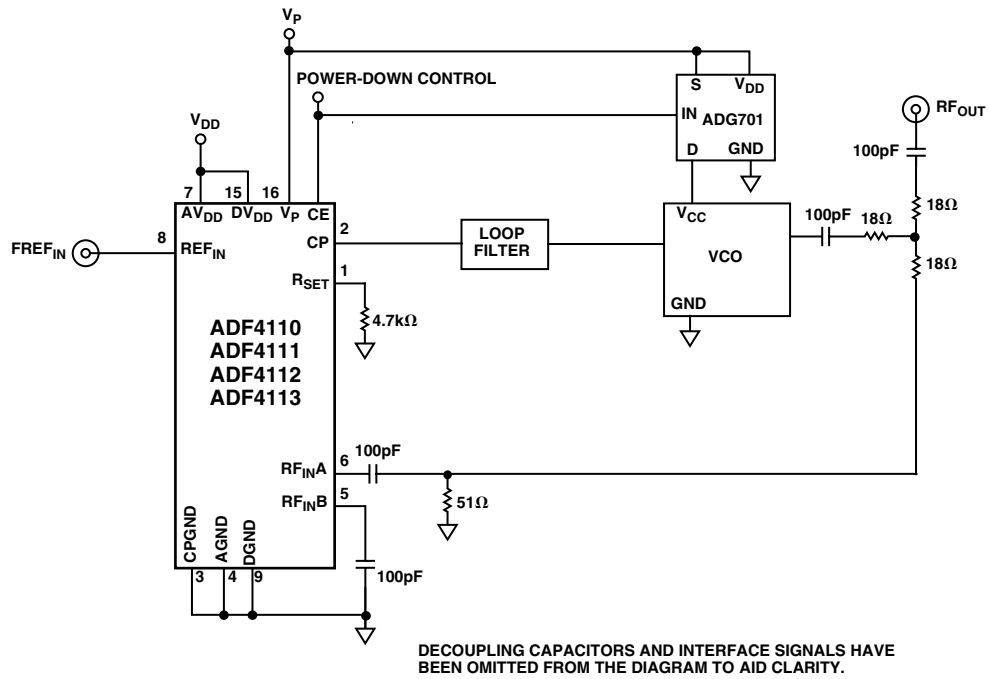 VP
POWER-DOWN CONTROL
S VDD
IN ADG701
D GND
RFOUT
100pF
VDD
7 15 16
AVDD DVDD VP CE
2
CP
LOOP
FILTER
VCC
VCO
GND
100pF
18Ω
18Ω
18Ω
FREFIN
8
REFIN
1
RSET
4.7kΩ
ADF4110
ADF4111
ADF4112
ADF4113
100pF
RFINA 6
5
RFINB
51Ω
CPGND
AGND
DGND
3 4 9
100pF
DECOUPLING CAPACITORS AND INTERFACE SIGNALS HAVE
BEEN OMITTED FROM THE DIAGRAM TO AID CLARITY.